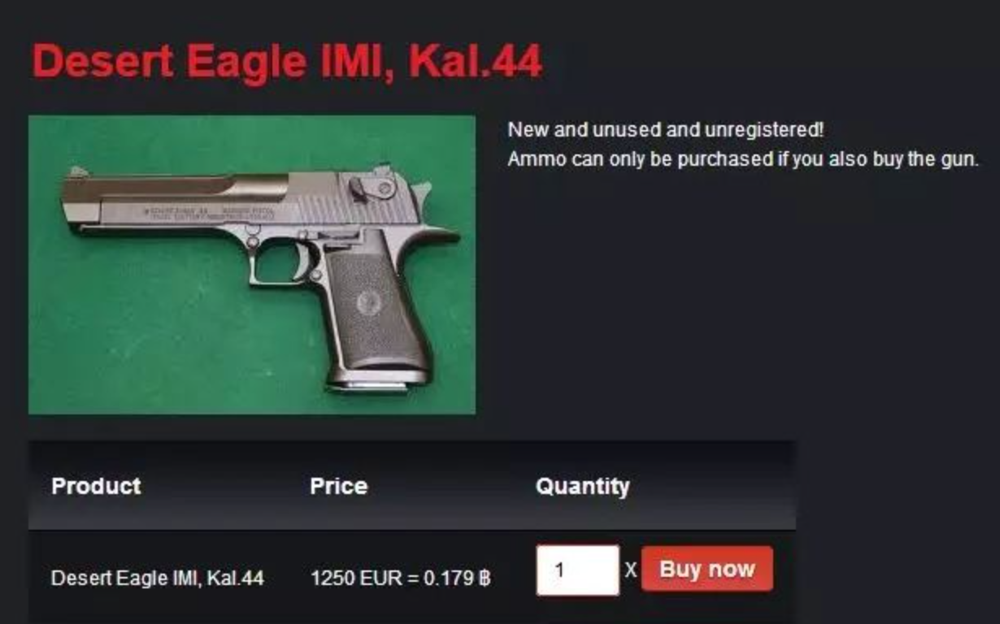 Desert Eagle IMI, Kal.44
New and unused and unregistered!
Ammo can only be purchased if you also buy the gun.
Product Price Quantity
Desert Eagle IMI, Kal.44 1250 EUR = 0.179 ฿ 1 X Buy now